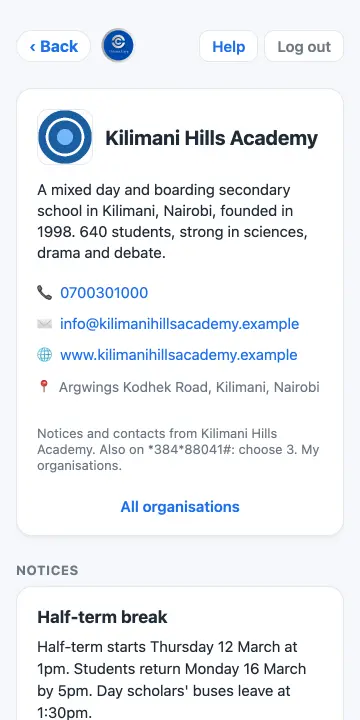 ‹ Back
Help
Log out
Kilimani Hills Academy
A mixed day and boarding secondary
school in Kilimani, Nairobi, founded in
1998. 640 students, strong in sciences,
drama and debate.
0700301000
info@kilimanihillsacademy.example
www.kilimanihillsacademy.example
Argwings Kodhek Road, Kilimani, Nairobi
Notices and contacts from Kilimani Hills
Academy. Also on *384*88041#: choose 3. My
organisations.
All organisations
NOTICES
Half-term break
Half-term starts Thursday 12 March at
1pm. Students return Monday 16 March
by 5pm. Day scholars' buses leave at
1:30pm.